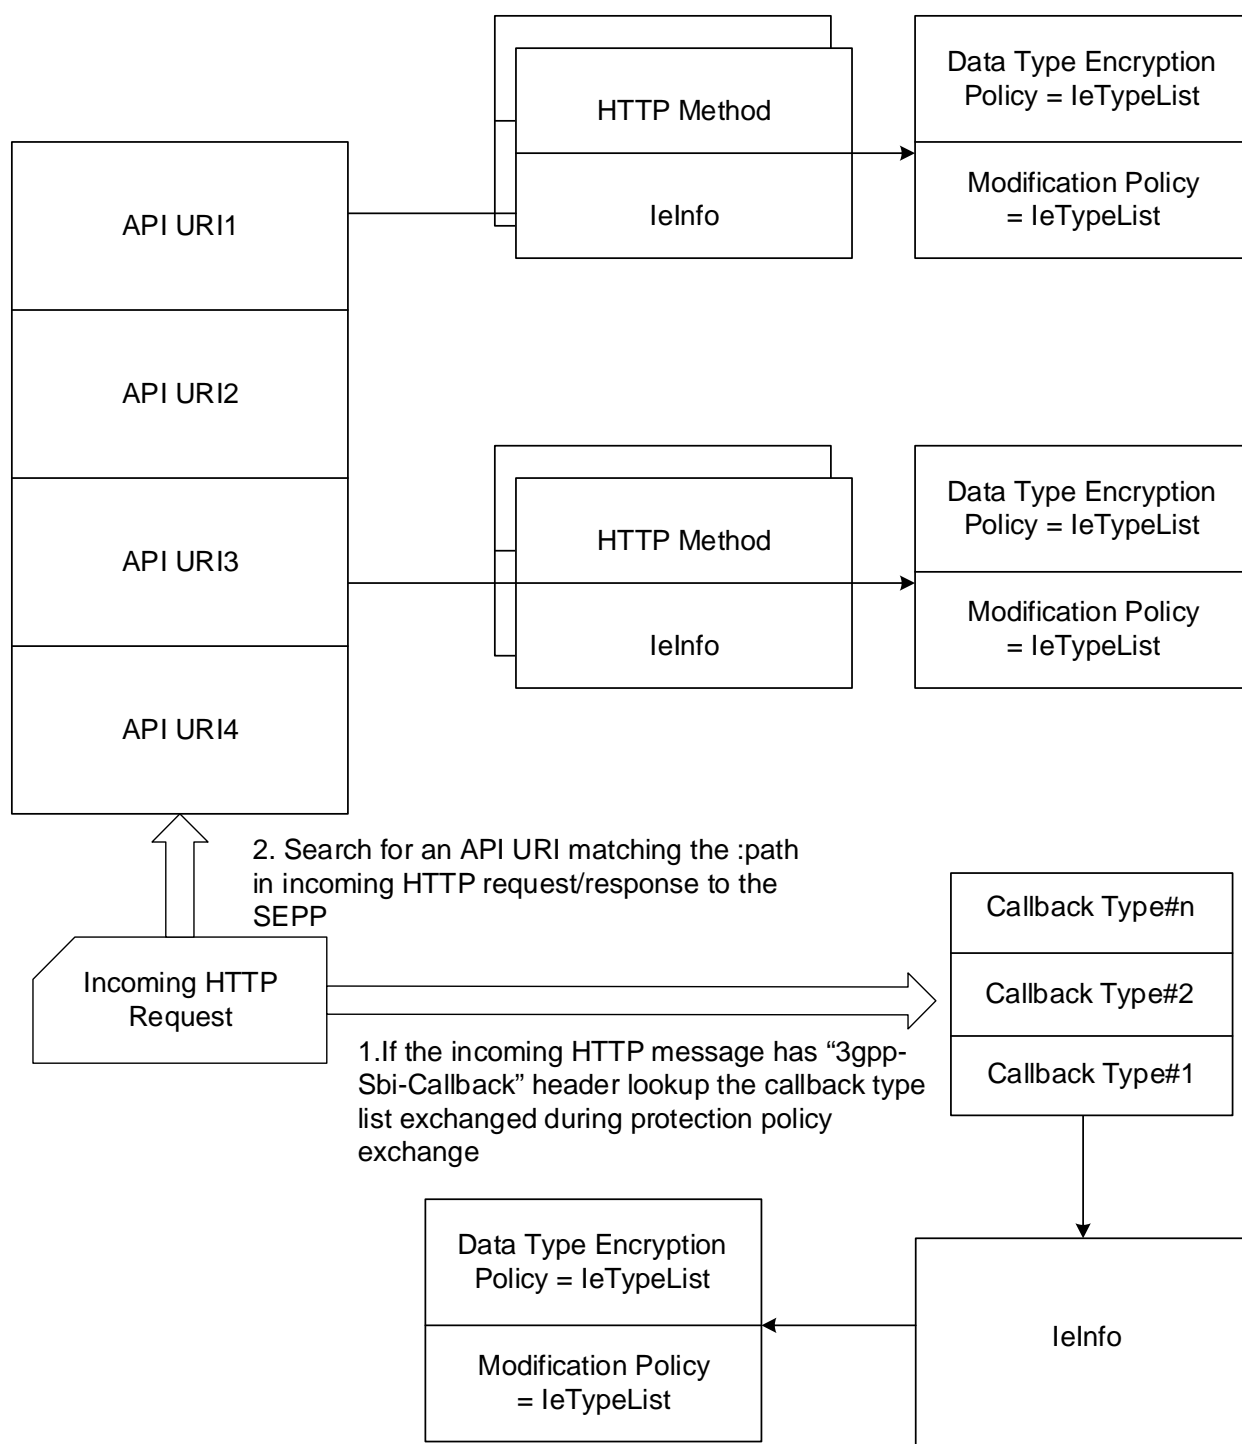 HTTP Method
IeInfo
Data Type Encryption
Policy = IeTypeList
Modification Policy
= IeTypeList
API URI1
API URI2
API URI3
API URI4
HTTP Method
IeInfo
Data Type Encryption
Policy = IeTypeList
Modification Policy
= IeTypeList
2. Search for an API URI matching the :path
in incoming HTTP request/response to the
SEPP
Incoming HTTP
Request
1.If the incoming HTTP message has “3gpp-
Sbi-Callback” header lookup the callback type
list exchanged during protection policy
exchange
Callback Type#n
Callback Type#2
Callback Type#1
Data Type Encryption
Policy = IeTypeList
Modification Policy
= IeTypeList
IeInfo